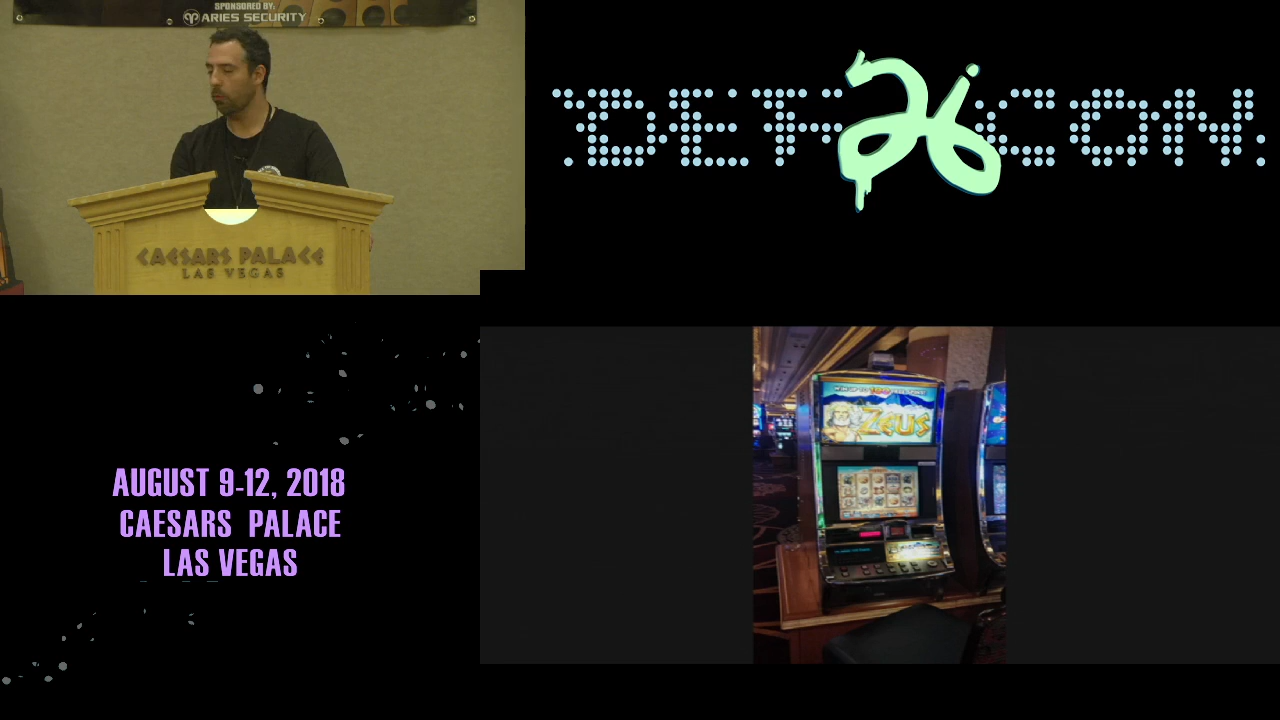 SPONSORED BY:
ARIES SECURITY
CAESARS PALACE
LAS VEGAS
DEF CON
26
AUGUST 9-12, 2018
CAESARS PALACE
LAS VEGAS
100
ZEUS